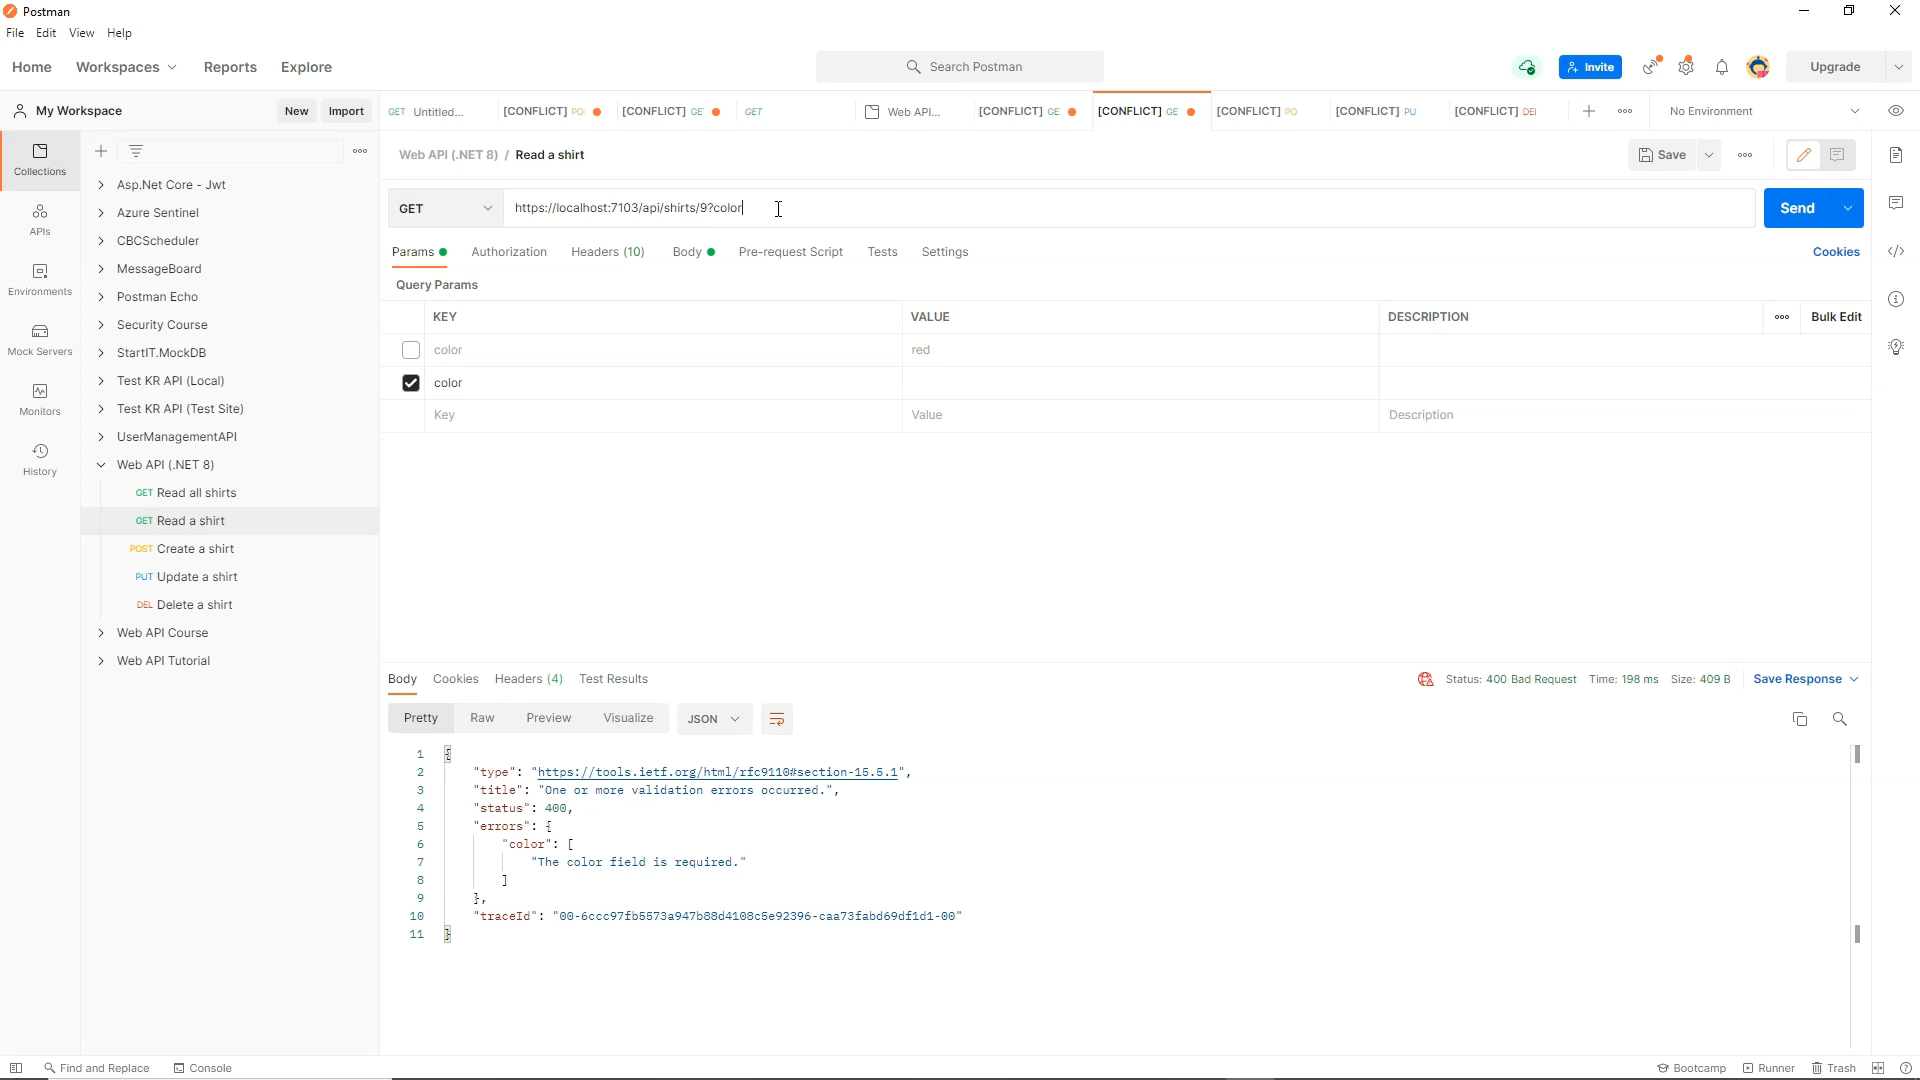 Postman
File Edit View Help
Home Workspaces Reports Explore Search Postman Invite Upgrade
My Workspace New Import GET Untitled... [CONFLICT] PO [CONFLICT] GE GET Web API... [CONFLICT] GE [CONFLICT] GE [CONFLICT] PO [CONFLICT] PU [CONFLICT] DEL No Environment
Collections
APIs
Environments
Mock Servers
Monitors
History
Asp.Net Core - Jwt
Azure Sentinel
CBCScheduler
MessageBoard
Postman Echo
Security Course
StartIT.MockDB
Test KR API (Local)
Test KR API (Test Site)
UserManagementAPI
Web API (.NET 8)
GET Read all shirts
GET Read a shirt
POST Create a shirt
PUT Update a shirt
DEL Delete a shirt
Web API Course
Web API Tutorial
Web API (.NET 8) / Read a shirt Save
GET https://localhost:7103/api/shirts/9?color Send
Params Authorization Headers (10) Body Pre-request Script Tests Settings Cookies
Query Params
KEY VALUE DESCRIPTION Bulk Edit
color red
color
Key Value Description
Body Cookies Headers (4) Test Results Status: 400 Bad Request Time: 198 ms Size: 409 B Save Response
Pretty Raw Preview Visualize JSON
1 {
2 "type": "https://tools.ietf.org/html/rfc9110#section-15.5.1",
3 "title": "One or more validation errors occurred.",
4 "status": 400,
5 "errors": {
6 "color": [
7 "The color field is required."
8 ]
9 },
10 "traceId": "00-6ccc97fb5573a947b88d4108c5e92396-caa73fabd69df1d1-00"
11 }
Find and Replace Console Bootcamp Runner Trash